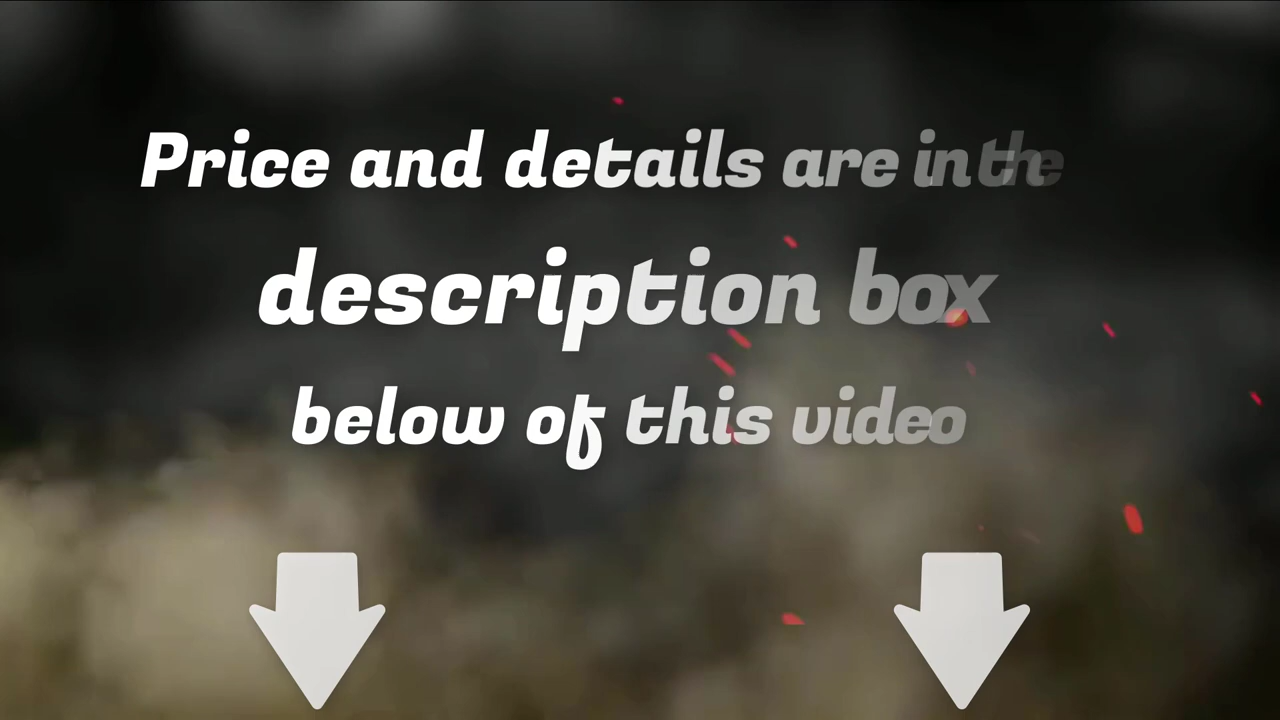 Price and details are in the
description box
below of this video